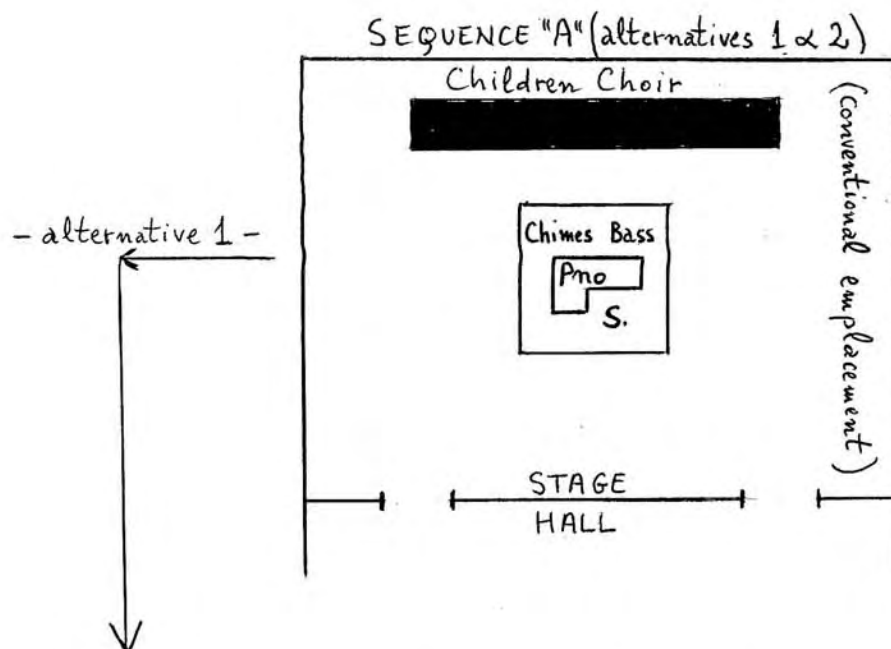 SEQUENCE "A" (alternatives 1 & 2)
Children Choir
(conventional emplacement)
- alternative 1 -
Chimes Bass
Pno
S.
STAGE
HALL